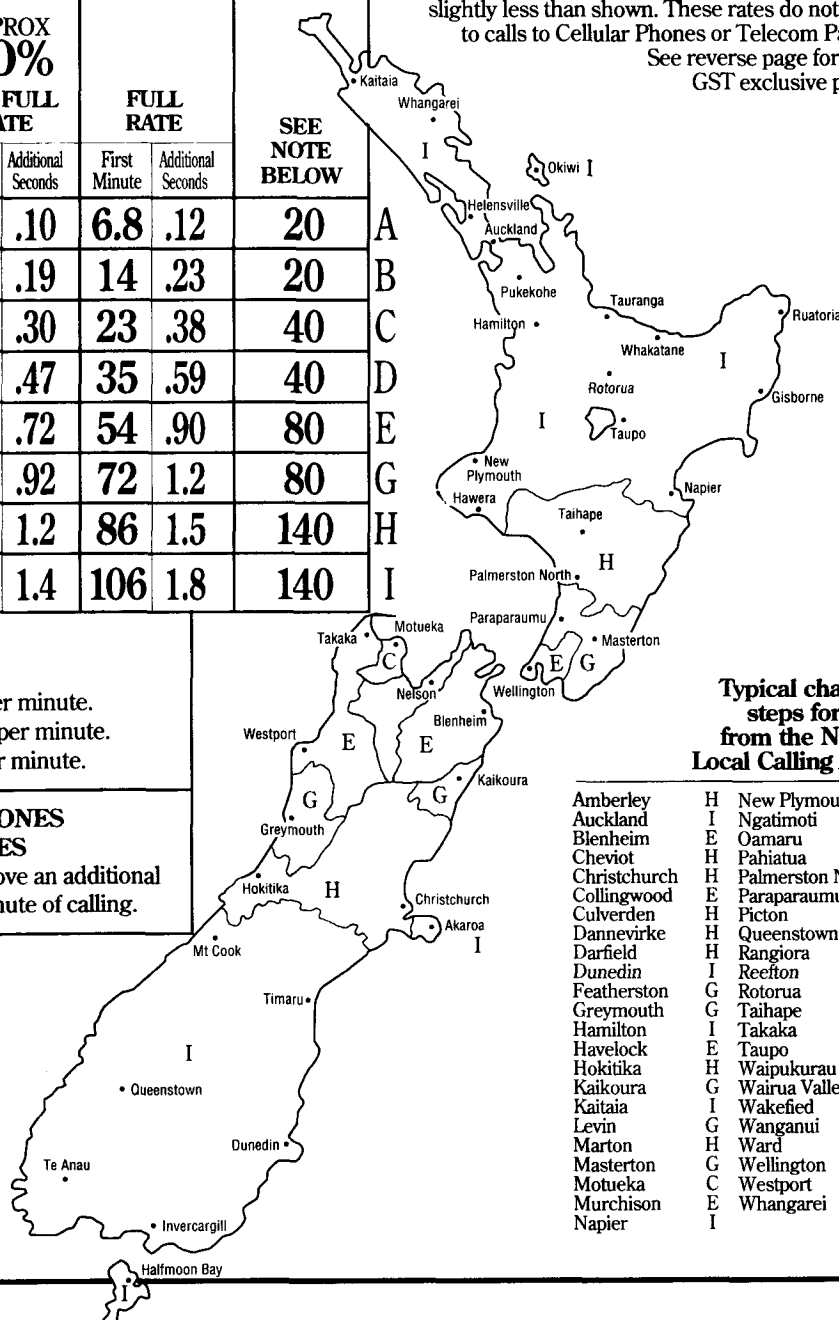 slightly less than shown. These rates do not
to calls to Cellular Phones or Telecom Pa
See reverse page for
GST exclusive p
PROX
0%
FULL
ATE
FULL
RATE
SEE
NOTE
BELOW
Additional
Seconds
First
Minute
Additional
Seconds
.10 6.8 .12 20 A
.19 14 .23 20 B
.30 23 .38 40 C
.47 35 .59 40 D
.72 54 .90 80 E
.92 72 1.2 80 G
1.2 86 1.5 140 H
1.4 106 1.8 140 I
Kaitaia
Whangarei
I
Okiwi I
Helensville
Auckland
Pukekohe
Tauranga
Hamilton
Ruatoria
Whakatane
I
Rotorua
Gisborne
I
Taupo
New
Plymouth
Napier
Hawera
Taihape
H
Palmerston North
Paraparaumu
Masterton
E G
Wellington
Takaka
Motueka
C
Nelson
Blenheim
Westport
E
E
Kaikoura
G
G
Greymouth
Hokitika
H
Christchurch
Akaroa
I
Mt Cook
Timaru
I
Queenstown
Dunedin
Te Anau
Invercargill
Halfmoon Bay
I
er minute.
per minute.
r minute.
ONES
ES
ove an additional
nute of calling.
Typical cha
steps for
from the N
Local Calling
Amberley H New Plymou
Auckland I Ngatimoti
Blenheim E Oamaru
Cheviot H Pahiatua
Christchurch H Palmerston N
Collingwood E Paraparaumu
Culverden H Picton
Dannevirke H Queenstown
Darfield H Rangiora
Dunedin I Reefton
Featherston G Rotorua
Greymouth G Taihape
Hamilton I Takaka
Havelock E Taupo
Hokitika H Waipukurau
Kaikoura G Wairua Valle
Kaitaia I Wakefied
Levin G Wanganui
Marton H Ward
Masterton G Wellington
Motueka C Westport
Murchison E Whangarei
Napier I